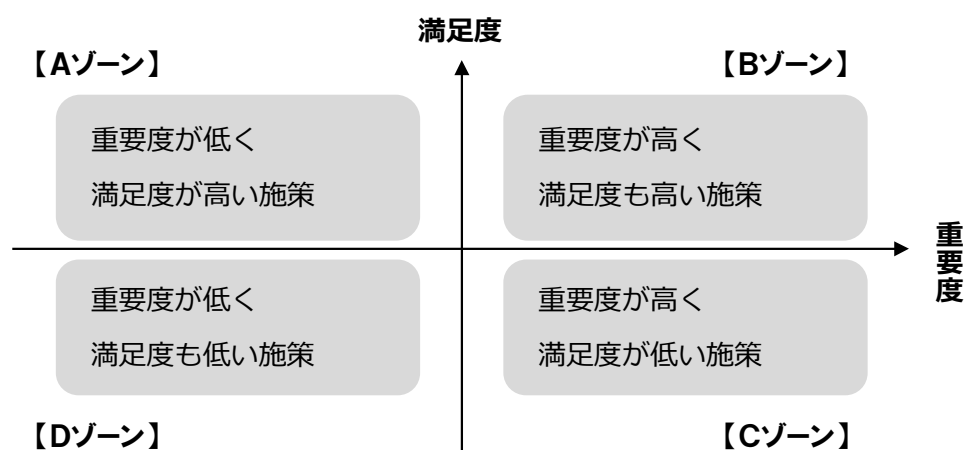 満足度
【Aゾーン】
【Bゾーン】
重要度が低く
満足度が高い施策
重要度が高く
満足度も高い施策
重要度
重要度が低く
満足度も低い施策
重要度が高く
満足度が低い施策
【Dゾーン】
【Cゾーン】